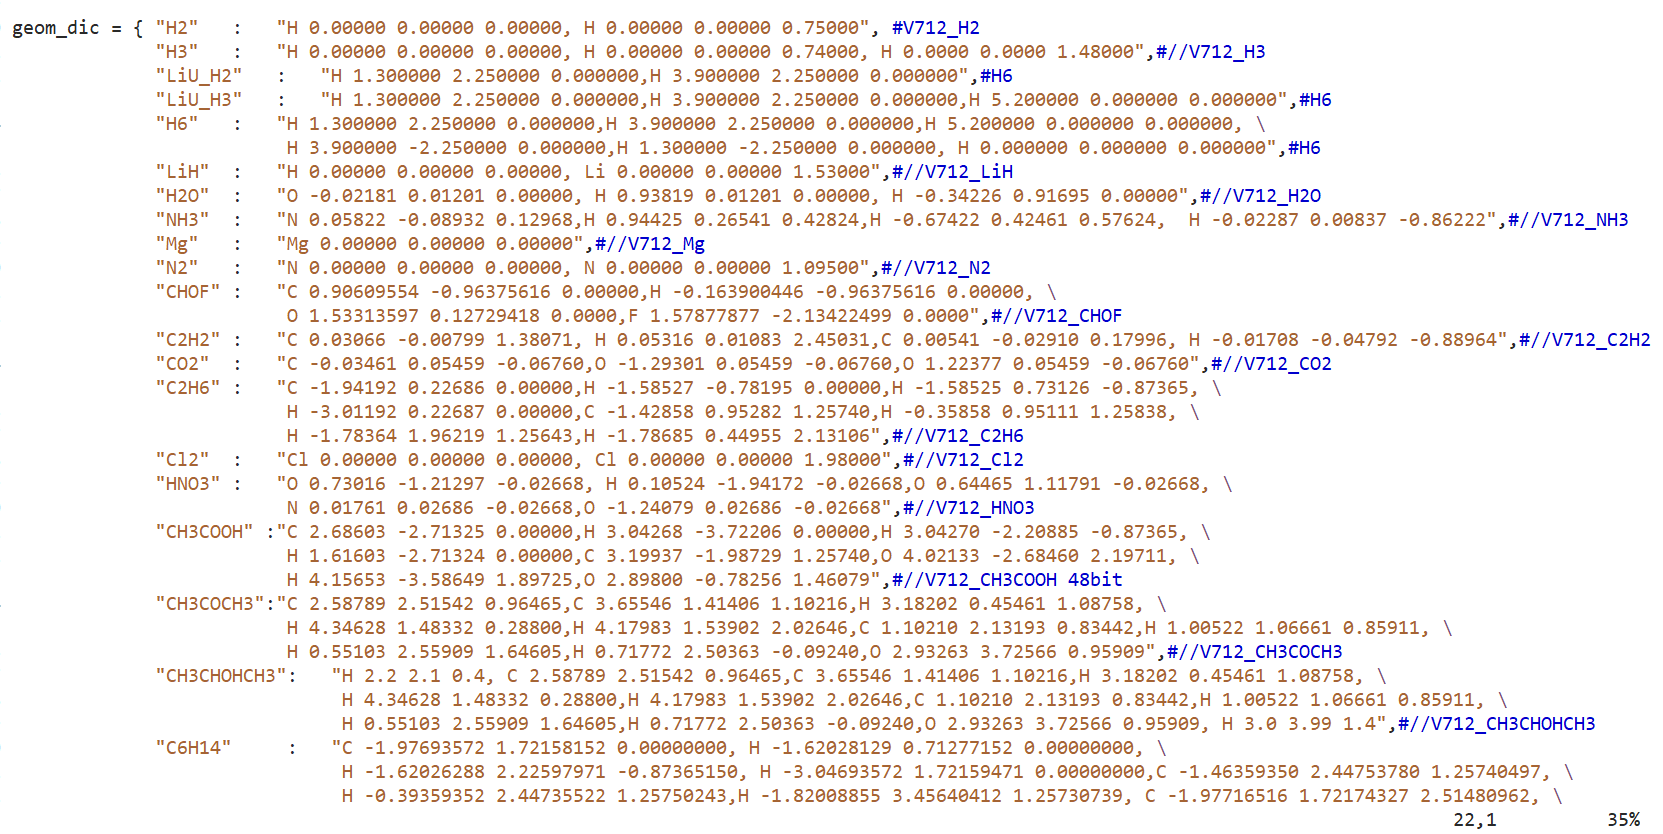 geom_dic = { "H2"   :   "H 0.00000 0.00000 0.00000, H 0.00000 0.00000 0.75000", #V712_H2
"H3"   :   "H 0.00000 0.00000 0.00000, H 0.00000 0.00000 0.74000, H 0.0000 0.0000 1.48000",#//V712_H3
"LiU_H2"   :   "H 1.300000 2.250000 0.000000,H 3.900000 2.250000 0.000000",#H6
"LiU_H3"   :   "H 1.300000 2.250000 0.000000,H 3.900000 2.250000 0.000000,H 5.200000 0.000000 0.000000",#H6
"H6"   :   "H 1.300000 2.250000 0.000000,H 3.900000 2.250000 0.000000,H 5.200000 0.000000 0.000000, \
H 3.900000 -2.250000 0.000000,H 1.300000 -2.250000 0.000000, H 0.000000 0.000000 0.000000",#H6
"LiH"  :   "H 0.00000 0.00000 0.00000, Li 0.00000 0.00000 1.53000",#//V712_LiH
"H2O"  :   "O -0.02181 0.01201 0.00000, H 0.93819 0.01201 0.00000, H -0.34226 0.91695 0.00000",#//V712_H2O
"NH3"  :   "N 0.05822 -0.08932 0.12968,H 0.94425 0.26541 0.42824,H -0.67422 0.42461 0.57624,  H -0.02287 0.00837 -0.86222",#//V712_NH3
"Mg"   :   "Mg 0.00000 0.00000 0.00000",#//V712_Mg
"N2"   :   "N 0.00000 0.00000 0.00000, N 0.00000 0.00000 1.09500",#//V712_N2
"CHOF" :   "C 0.90609554 -0.96375616 0.00000,H -0.163900446 -0.96375616 0.00000, \
O 1.53313597 0.12729418 0.0000,F 1.57877877 -2.13422499 0.0000",#//V712_CHOF
"C2H2" :   "C 0.03066 -0.00799 1.38071, H 0.05316 0.01083 2.45031,C 0.00541 -0.02910 0.17996, H -0.01708 -0.04792 -0.88964",#//V712_C2H2
"CO2"  :   "C -0.03461 0.05459 -0.06760,O -1.29301 0.05459 -0.06760,O 1.22377 0.05459 -0.06760",#//V712_CO2
"C2H6" :   "C -1.94192 0.22686 0.00000,H -1.58527 -0.78195 0.00000,H -1.58525 0.73126 -0.87365, \
H -3.01192 0.22687 0.00000,C -1.42858 0.95282 1.25740,H -0.35858 0.95111 1.25838, \
H -1.78364 1.96219 1.25643,H -1.78685 0.44955 2.13106",#//V712_C2H6
"Cl2"  :   "Cl 0.00000 0.00000 0.00000, Cl 0.00000 0.00000 1.98000",#//V712_Cl2
"HNO3" :   "O 0.73016 -1.21297 -0.02668, H 0.10524 -1.94172 -0.02668,O 0.64465 1.11791 -0.02668, \
N 0.01761 0.02686 -0.02668,O -1.24079 0.02686 -0.02668",#//V712_HNO3
"CH3COOH" :"C 2.68603 -2.71325 0.00000,H 3.04268 -3.72206 0.00000,H 3.04270 -2.20885 -0.87365, \
H 1.61603 -2.71324 0.00000,C 3.19937 -1.98729 1.25740,O 4.02133 -2.68460 2.19711, \
H 4.15653 -3.58649 1.89725,O 2.89800 -0.78256 1.46079",#//V712_CH3COOH 48bit
"CH3COCH3":"C 2.58789 2.51542 0.96465,C 3.65546 1.41406 1.10216,H 3.18202 0.45461 1.08758, \
H 4.34628 1.48332 0.28800,H 4.17983 1.53902 2.02646,C 1.10210 2.13193 0.83442,H 1.00522 1.06661 0.85911, \
H 0.55103 2.55909 1.64605,H 0.71772 2.50363 -0.09240,O 2.93263 3.72566 0.95909",#//V712_CH3COCH3
"CH3CHOHCH3":   "H 2.2 2.1 0.4, C 2.58789 2.51542 0.96465,C 3.65546 1.41406 1.10216,H 3.18202 0.45461 1.08758, \
H 4.34628 1.48332 0.28800,H 4.17983 1.53902 2.02646,C 1.10210 2.13193 0.83442,H 1.00522 1.06661 0.85911, \
H 0.55103 2.55909 1.64605,H 0.71772 2.50363 -0.09240,O 2.93263 3.72566 0.95909, H 3.0 3.99 1.4",#//V712_CH3CHOHCH3
"C6H14"     :   "C -1.97693572 1.72158152 0.00000000, H -1.62028129 0.71277152 0.00000000, \
H -1.62026288 2.22597971 -0.87365150, H -3.04693572 1.72159471 0.00000000,C -1.46359350 2.44753780 1.25740497, \
H -0.39359352 2.44735522 1.25750243,H -1.82008855 3.45640412 1.25730739, C -1.97716516 1.72174327 2.51480962, \
22,1          35%